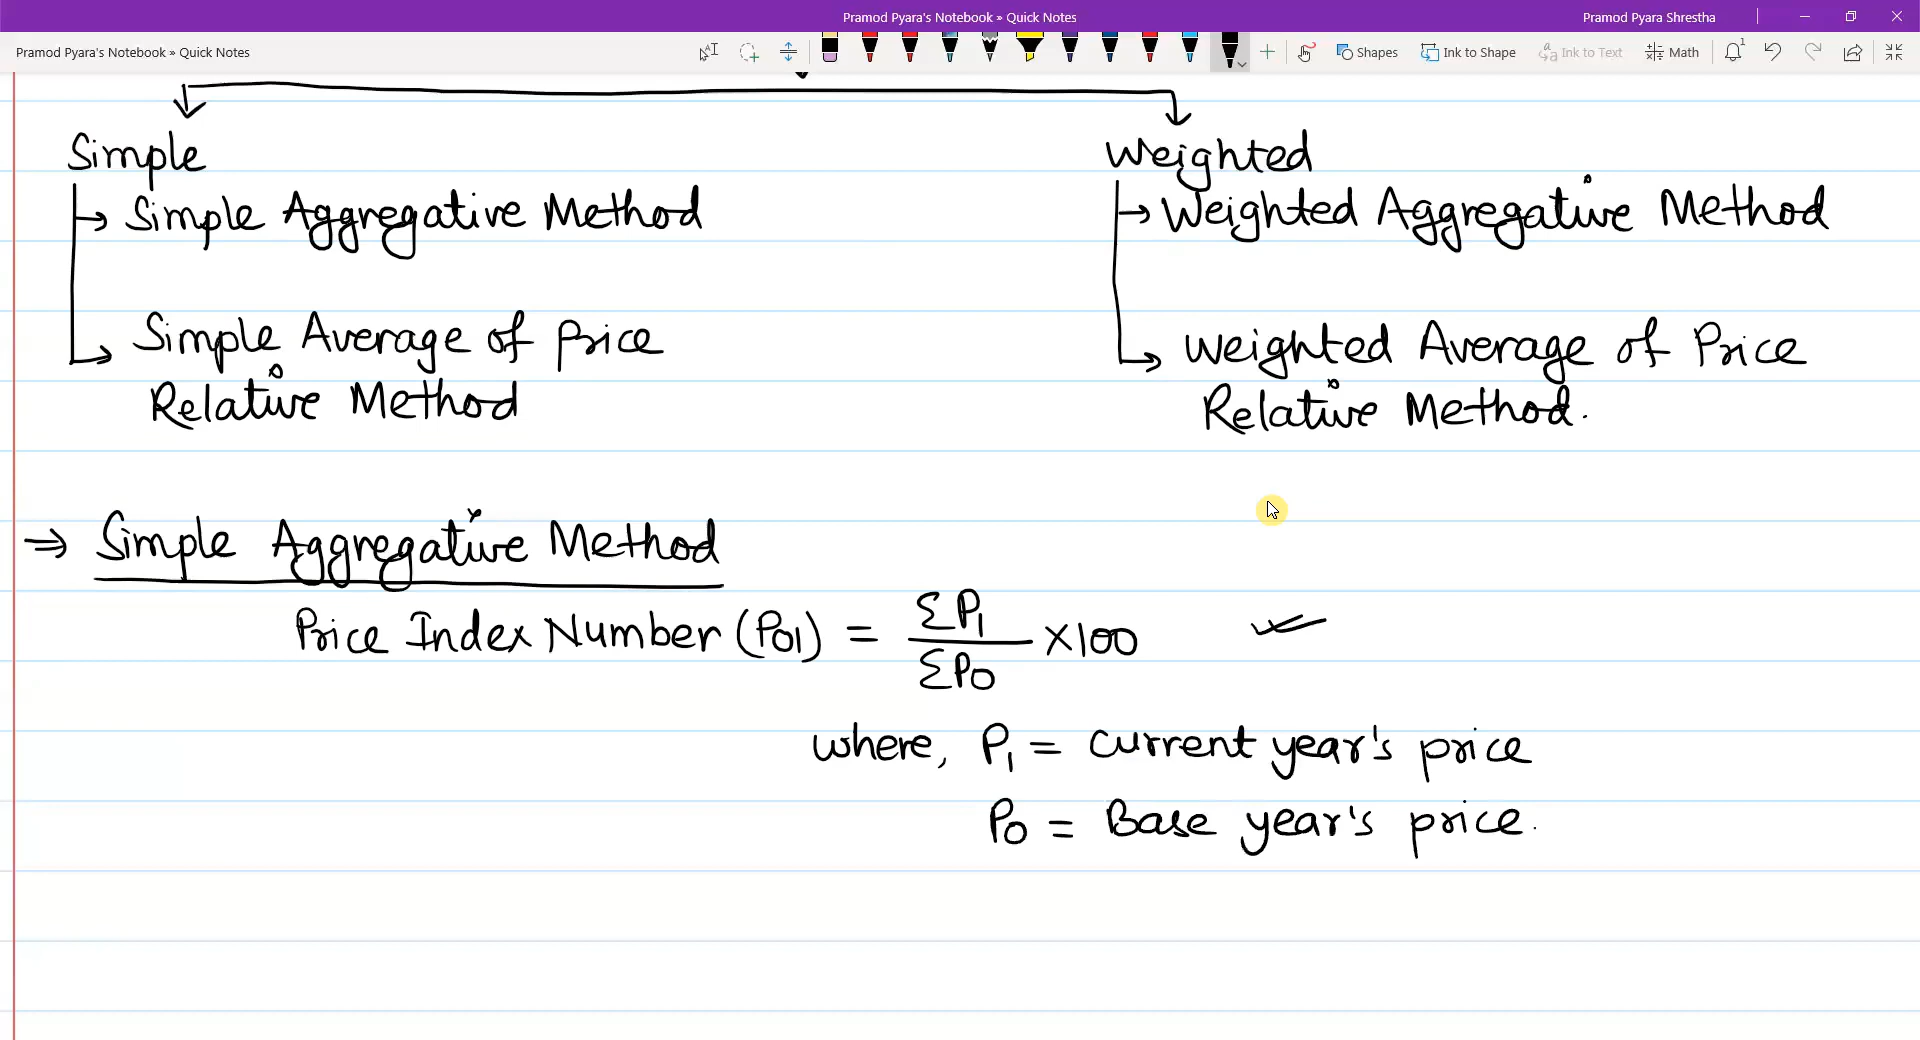 Pramod Pyara's Notebook » Quick Notes
Pramod Pyara Shrestha
Pramod Pyara's Notebook » Quick Notes
Shapes
Ink to Shape
Ink to Text
Math
Simple
Simple Aggregative Method
Simple Average of Price
Relative Method
Weighted
Weighted Aggregative Method
Weighted Average of Price
Relative Method.
⇒ Simple Aggregative Method
Price Index Number (P01) = ΣP1 / ΣP0 × 100
where, P1 = current year's price
P0 = Base year's price.